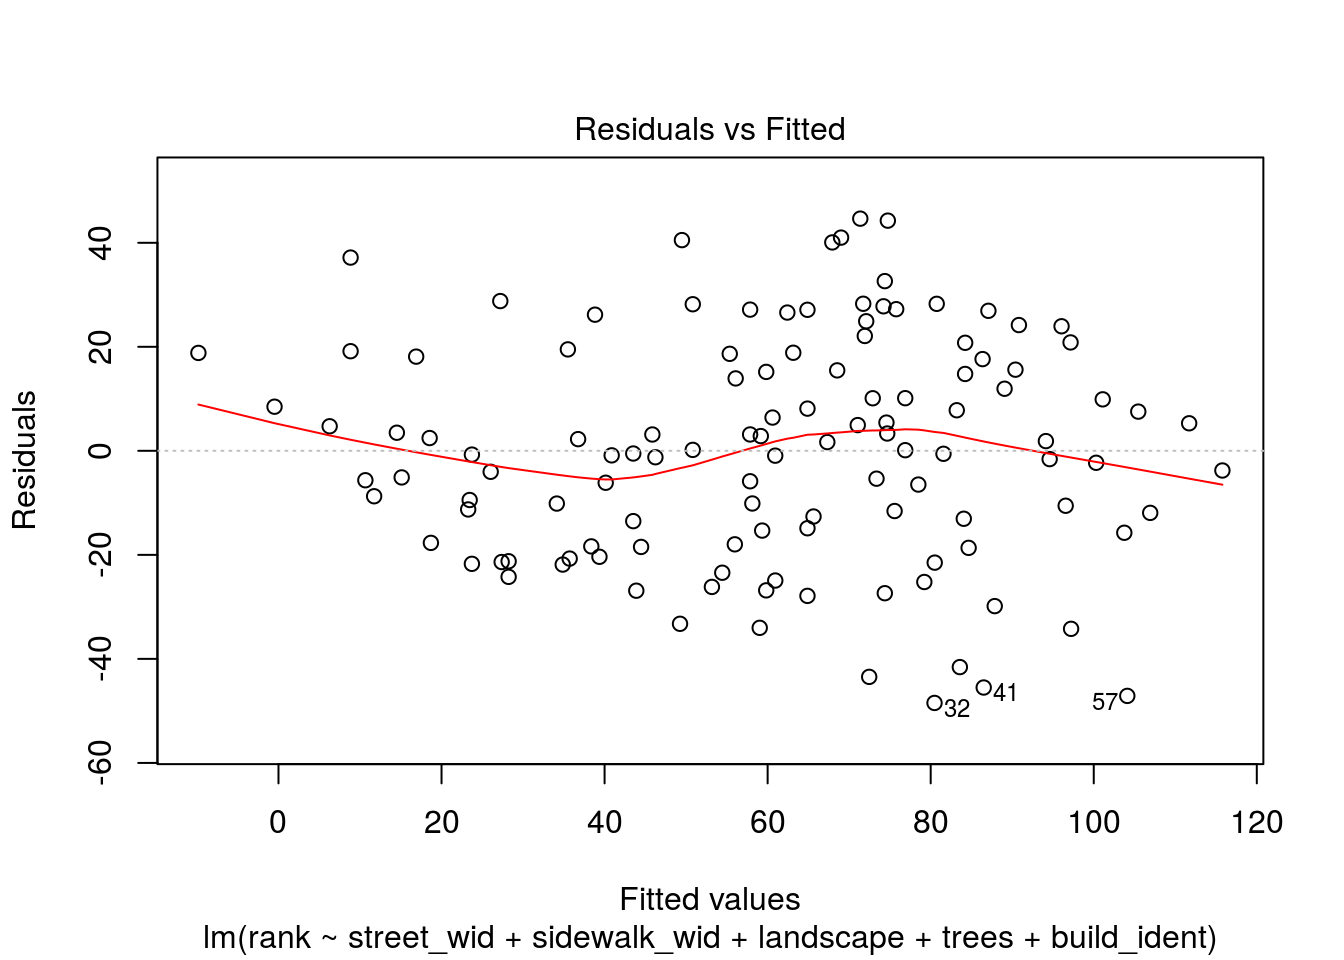 Residuals vs Fitted
Residuals
40
20
0
-20
-40
-60
32
41
57
0 20 40 60 80 100 120
Fitted values
lm(rank ~ street_wid + sidewalk_wid + landscape + trees + build_ident)